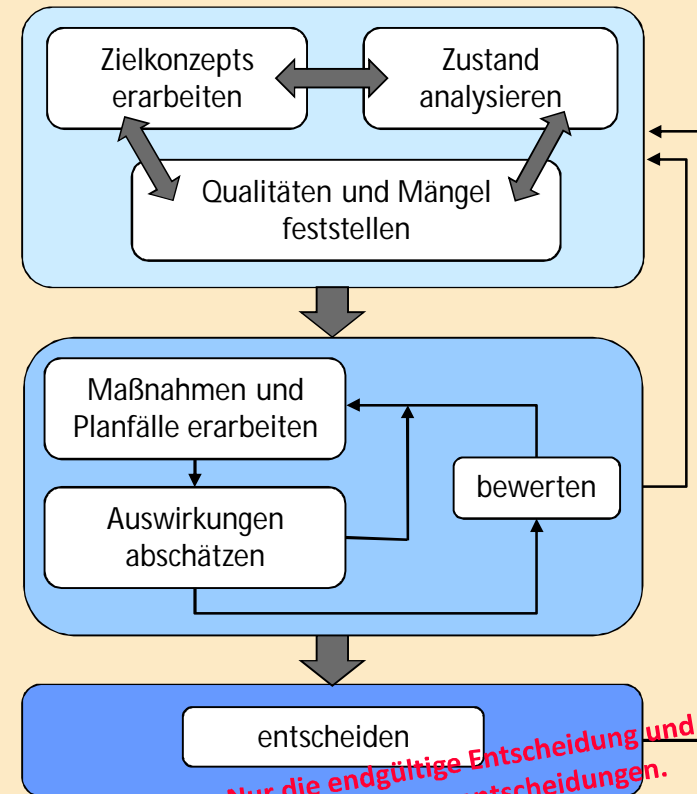 Zielkonzepts
erarbeiten
Zustand
analysieren
Qualitäten und Mängel
feststellen
Maßnahmen und
Planfälle erarbeiten
Auswirkungen
abschätzen
bewerten
entscheiden
Nur die endgültige Entscheidung und
entscheidungen.